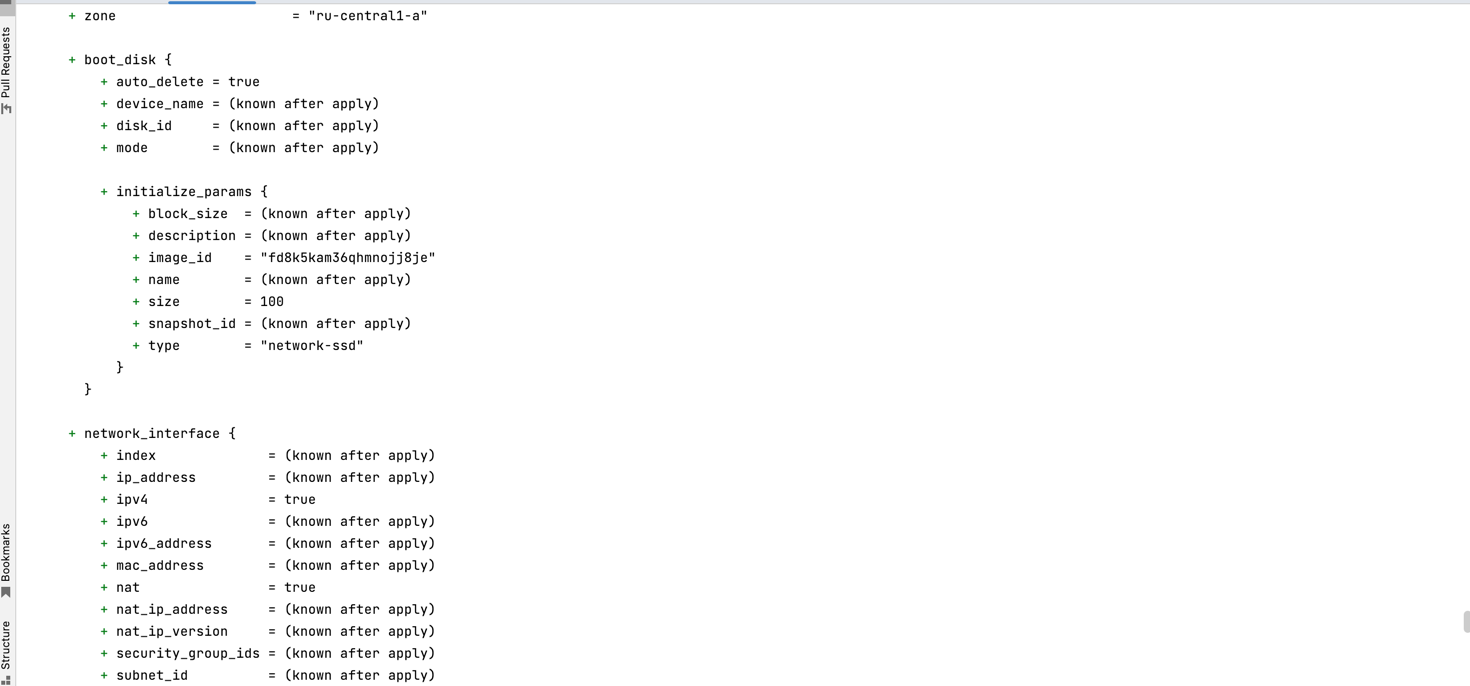 Pull Requests
Bookmarks
Structure
+ zone                      = "ru-central1-a"
+ boot_disk {
+ auto_delete = true
+ device_name = (known after apply)
+ disk_id     = (known after apply)
+ mode        = (known after apply)
+ initialize_params {
+ block_size  = (known after apply)
+ description = (known after apply)
+ image_id    = "fd8k5kam36qhmnojj8je"
+ name        = (known after apply)
+ size        = 100
+ snapshot_id = (known after apply)
+ type        = "network-ssd"
}
}
+ network_interface {
+ index              = (known after apply)
+ ip_address         = (known after apply)
+ ipv4               = true
+ ipv6               = (known after apply)
+ ipv6_address       = (known after apply)
+ mac_address        = (known after apply)
+ nat                = true
+ nat_ip_address     = (known after apply)
+ nat_ip_version     = (known after apply)
+ security_group_ids = (known after apply)
+ subnet_id          = (known after apply)